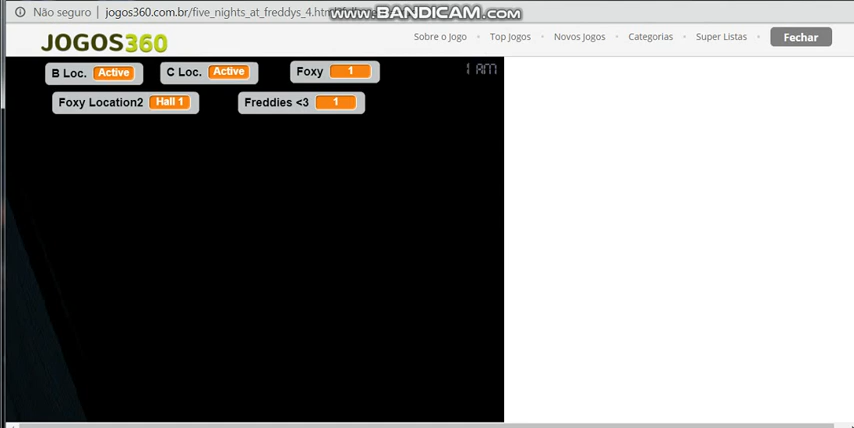 Não seguro | jogos360.com.br/five_nights_at_freddys_4.htm
www.BANDICAM.com
JOGOS360
Sobre o Jogo • Top Jogos • Novos Jogos • Categorias • Super Listas • Fechar
B Loc. Active C Loc. Active Foxy 1 1 AM
Foxy Location2 Hall 1 Freddies <3 1